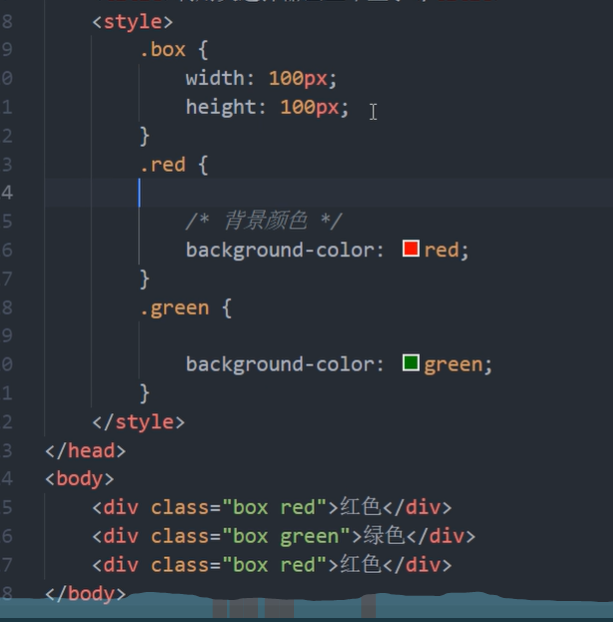 8 <style>
9 .box {
0 width: 100px;
1 height: 100px;
2 }
3 .red {
4
5 /* 背景颜色 */
6 background-color: red;
7 }
8 .green {
9
0 background-color: green;
1 }
2 </style>
3 </head>
4 <body>
5 <div class="box red">红色</div>
6 <div class="box green">绿色</div>
7 <div class="box red">红色</div>
8 </body>